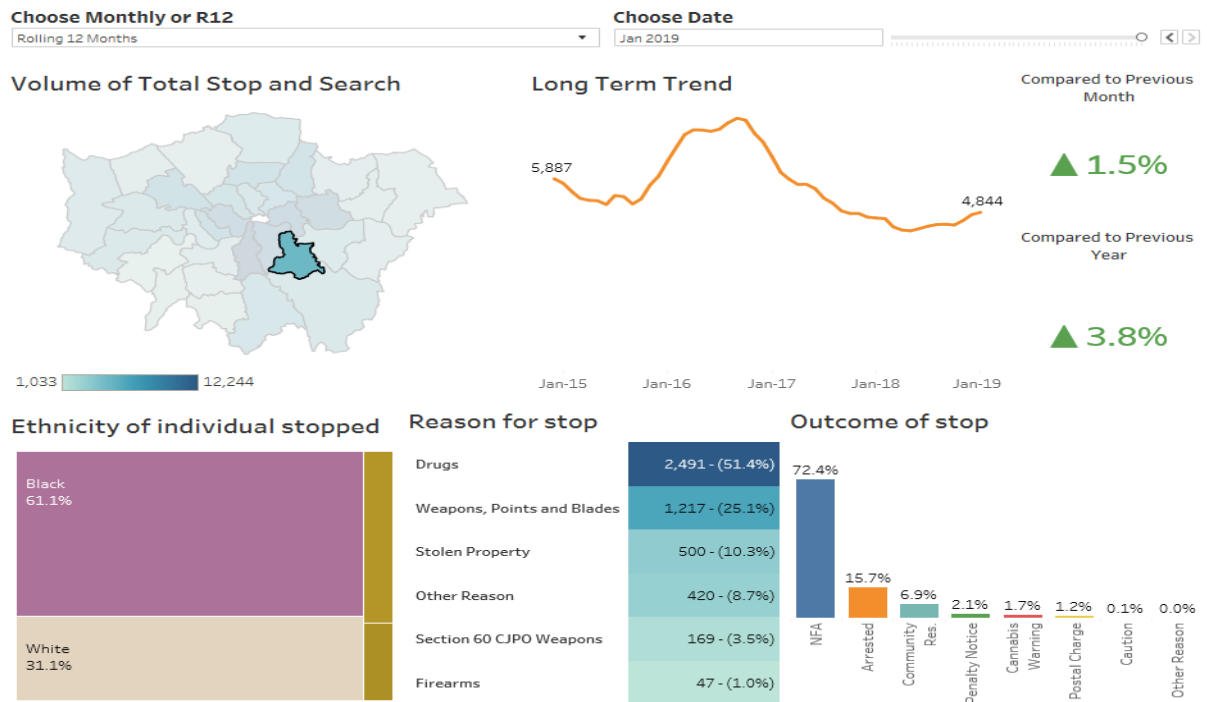 Choose Monthly or R12
Rolling 12 Months
Choose Date
Jan 2019
Volume of Total Stop and Search
1,033
12,244
Long Term Trend
5,887
4,844
Jan-15
Jan-16
Jan-17
Jan-18
Jan-19
Compared to Previous
Month
▲ 1.5%
Compared to Previous
Year
▲ 3.8%
Ethnicity of individual stopped
Black
61.1%
White
31.1%
Reason for stop
Drugs 2,491 - (51.4%)
Weapons, Points and Blades 1,217 - (25.1%)
Stolen Property 500 - (10.3%)
Other Reason 420 - (8.7%)
Section 60 CJPO Weapons 169 - (3.5%)
Firearms 47 - (1.0%)
Outcome of stop
72.4%
15.7%
6.9%
2.1%
1.7%
1.2%
0.1%
0.0%
NFA
Arrested
Community
Res.
Penalty Notice
Cannabis
Warning
Postal Charge
Caution
Other Reason